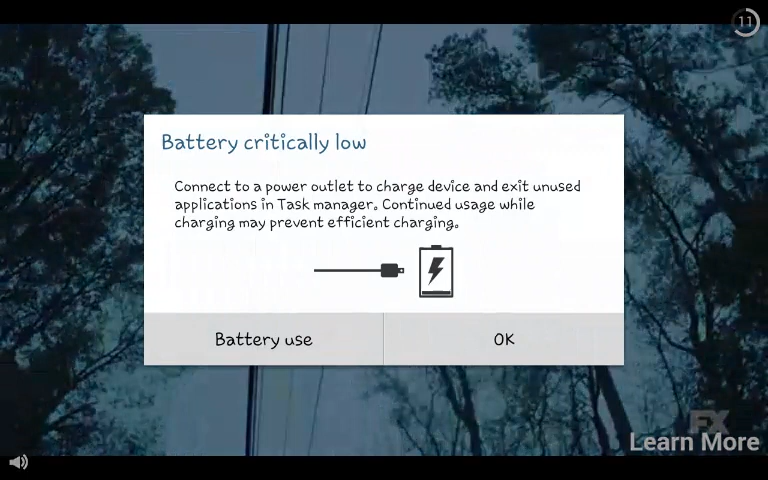 11
Battery critically low
Connect to a power outlet to charge device and exit unused
applications in Task manager. Continued usage while
charging may prevent efficient charging.
Battery use
OK
FX
Learn More